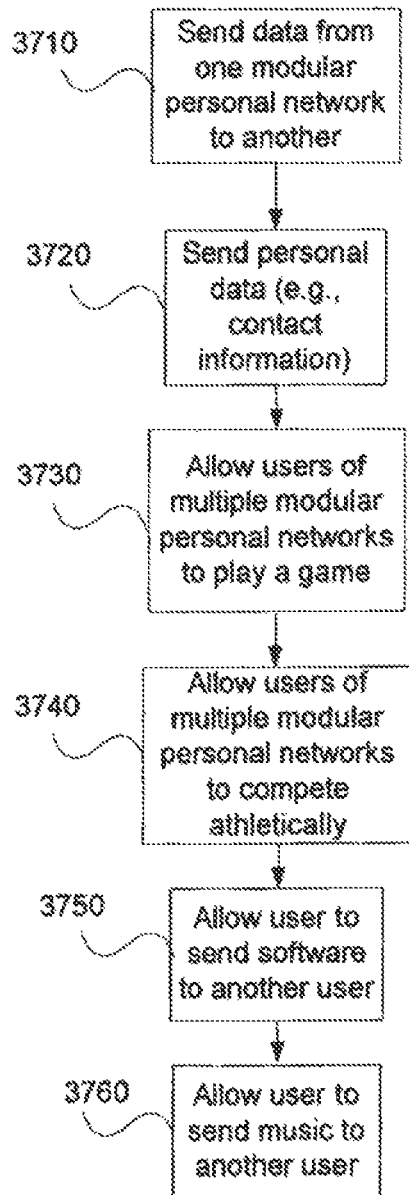 3710
Send data from
one modular
personal network
to another
3720
Send personal
data (e.g.,
contact
information)
3730
Allow users of
multiple modular
personal networks
to play a game
3740
Allow users of
multiple modular
personal networks
to compete
athletically
3750
Allow user to
send software
to another user
3760
Allow user to
send music to
another user